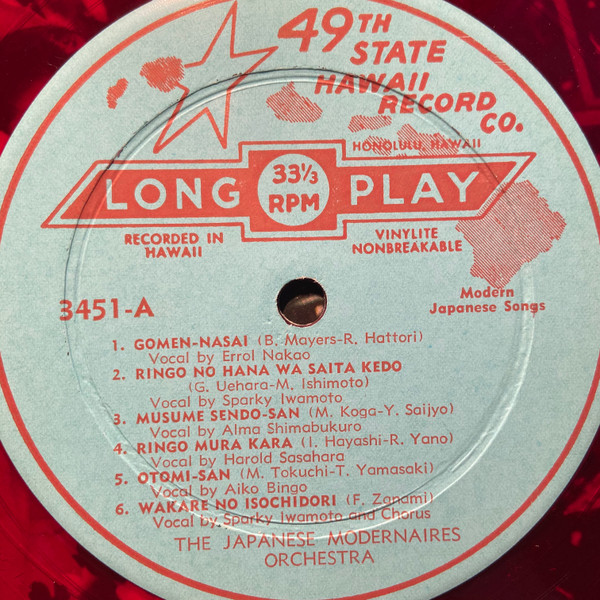 49TH
STATE
HAWAII
RECORD
CO.
HONOLULU, HAWAII
LONG 33⅓ RPM PLAY
RECORDED IN
HAWAII
VINYLITE
NONBREAKABLE
3451-A
Modern
Japanese Songs
1. GOMEN-NASAI (B. Mayers-R. Hattori)
Vocal by Errol Nakao
2. RINGO NO HANA WA SAITA KEDO
(G. Uehara-M. Ishimoto)
Vocal by Sparky Iwamoto
3. MUSUME SENDO-SAN (M. Koga-Y. Saijyo)
Vocal by Alma Shimabukuro
4. RINGO MURA KARA (I. Hayashi-R. Yano)
Vocal by Harold Sasahara
5. OTOMI-SAN (M. Tokuchi-T. Yamasaki)
Vocal by Aiko Bingo
6. WAKARE NO ISOCHIDORI (F. Zanami)
Vocal by Sparky Iwamoto and Chorus
THE JAPANESE MODERNAIRES
ORCHESTRA